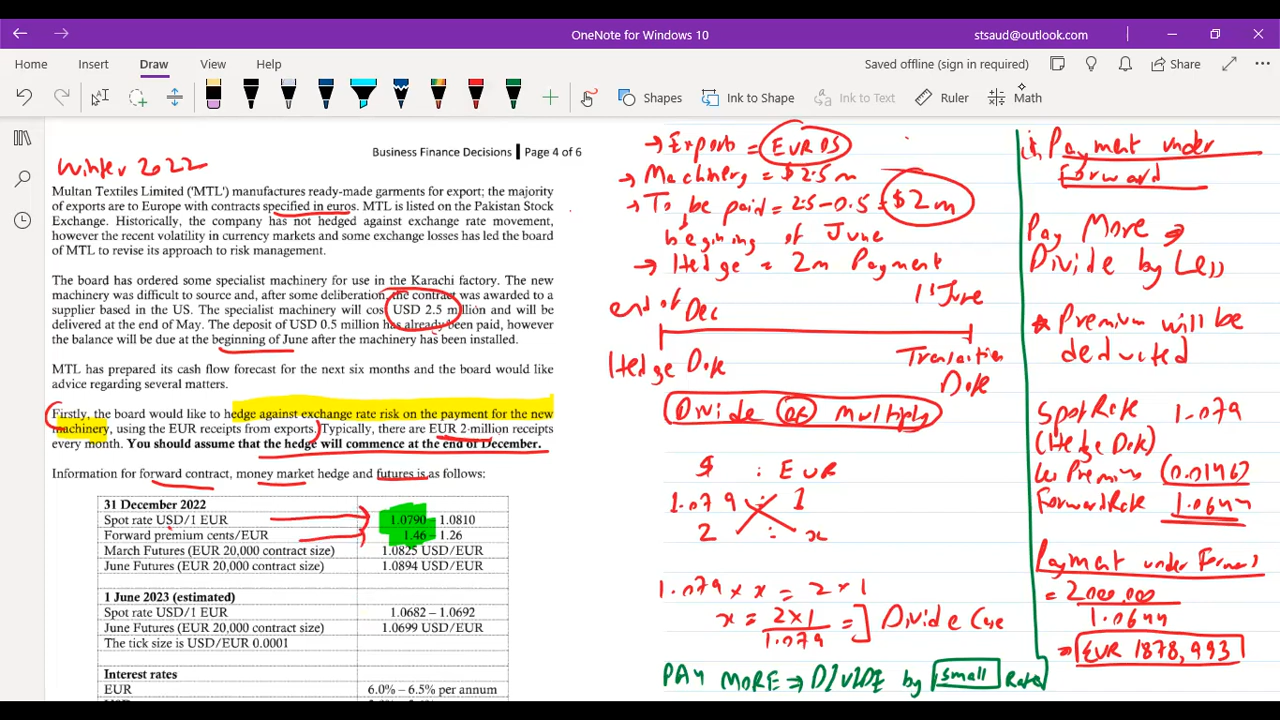 OneNote for Windows 10
stsaud@outlook.com
Home Insert Draw View Help
Saved offline (sign in required)
Share
Shapes
Ink to Shape
Ink to Text
Ruler
Math
Winter 2022
Business Finance Decisions | Page 4 of 6
Multan Textiles Limited ('MTL') manufactures ready-made garments for export; the majority
of exports are to Europe with contracts specified in euros. MTL is listed on the Pakistan Stock
Exchange. Historically, the company has not hedged against exchange rate movement,
however the recent volatility in currency markets and some exchange losses has led the board
of MTL to revise its approach to risk management.
The board has ordered some specialist machinery for use in the Karachi factory. The new
machinery was difficult to source and, after some deliberation, the contract was awarded to a
supplier based in the US. The specialist machinery will cost USD 2.5 million and will be
delivered at the end of May. The deposit of USD 0.5 million has already been paid, however
the balance will be due at the beginning of June after the machinery has been installed.
MTL has prepared its cash flow forecast for the next six months and the board would like
advice regarding several matters.
Firstly, the board would like to hedge against exchange rate risk on the payment for the new
machinery, using the EUR receipts from exports. Typically, there are EUR 2 million receipts
every month. You should assume that the hedge will commence at the end of December.
Information for forward contract, money market hedge and futures is as follows:
31 December 2022
Spot rate USD/1 EUR 1.0790 – 1.0810
Forward premium cents/EUR 1.46 – 1.26
March Futures (EUR 20,000 contract size) 1.0825 USD/EUR
June Futures (EUR 20,000 contract size) 1.0894 USD/EUR
1 June 2023 (estimated)
Spot rate USD/1 EUR 1.0682 – 1.0692
June Futures (EUR 20,000 contract size) 1.0699 USD/EUR
The tick size is USD/EUR 0.0001
Interest rates
EUR 6.0% – 6.5% per annum
→ Exports = EUROS
→ Machinery = $2.5m
→ To be paid = 2.5-0.5 = $2m
begining of June
→ Hedge = 2m Payment
end of Dec 1st June
Hedge Date Transaction
Date
Divide or multiply
$ : EUR
1.079 : 1
2 : x
1.079 x x = 2 x 1
x = 2x1 = ] Divide Case
1.079
PAY MORE → DIVIDE by small Rate
Payment under
Forward
Pay More →
Divide by Less
* Premium will be
deducted
Spot Rate 1.079
(Hedge Date)
Less Premium (0.0146)
Forward Rate 1.0644
Payment under Forward
= 2000,000
1.0644
= EUR 1878,993